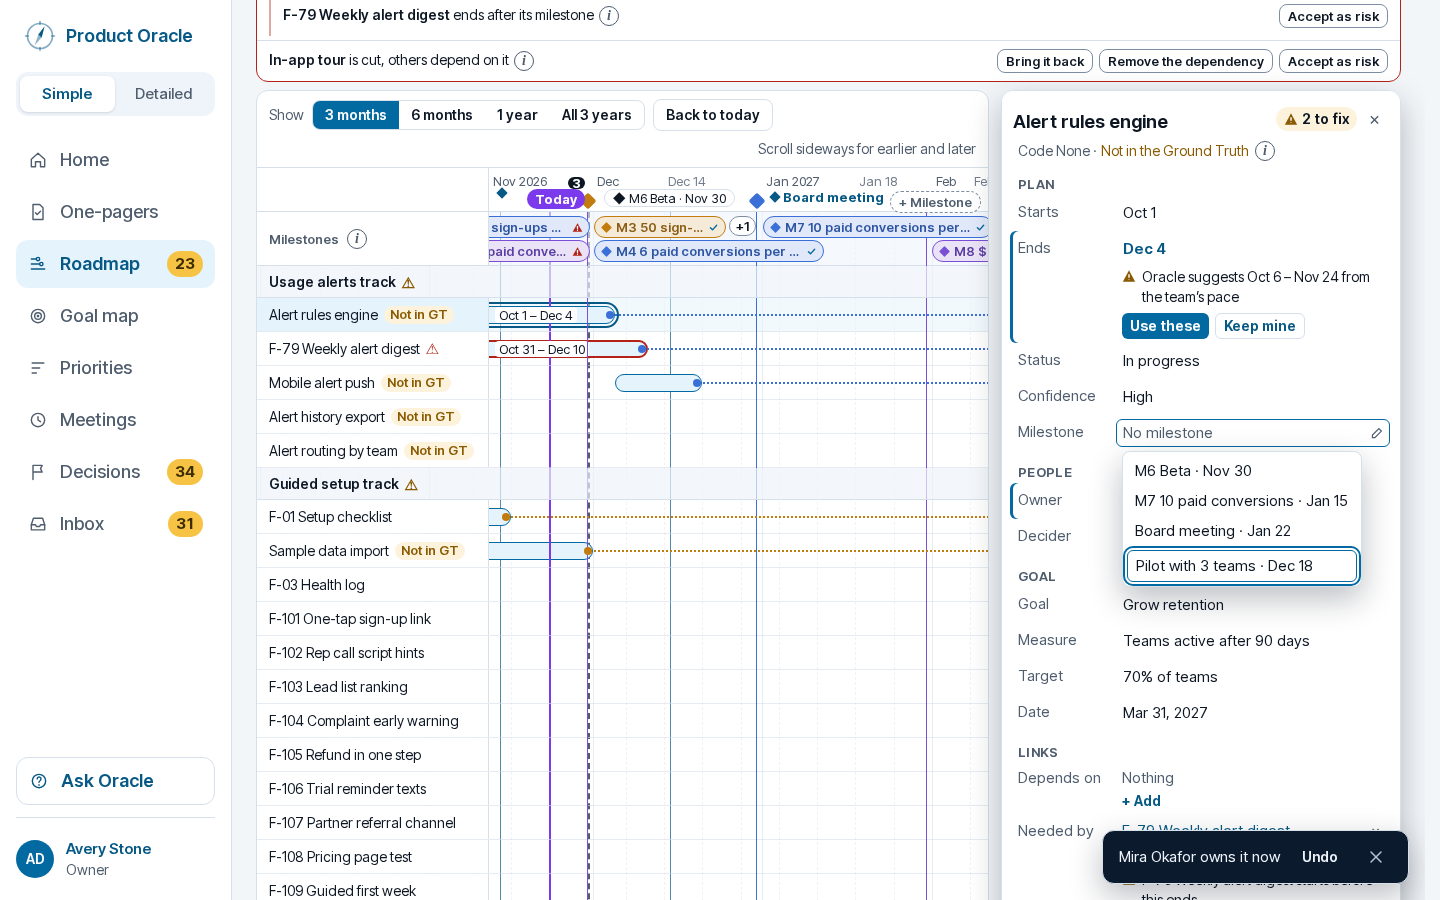 Product Oracle
Simple
Detailed
Home
One-pagers
Roadmap
23
Goal map
Priorities
Meetings
Decisions
34
Inbox
31
Ask Oracle
AD
Avery Stone
Owner
F-79 Weekly alert digest ends after its milestone i
Accept as risk
In-app tour is cut, others depend on it i
Bring it back
Remove the dependency
Accept as risk
Show
3 months
6 months
1 year
All 3 years
Back to today
Scroll sideways for earlier and later
Nov 2026
3
Dec
Dec 14
Jan 2027
Jan 18
Feb
Fe
Today
M6 Beta · Nov 30
Board meeting
+ Milestone
Milestones i
sign-ups ...
M3 50 sign-...
+1
M7 10 paid conversions per...
paid conve...
M4 6 paid conversions per ...
M8 $
Usage alerts track
Alert rules engine Not in GT
Oct 1 – Dec 4
F-79 Weekly alert digest
Oct 31 – Dec 10
Mobile alert push Not in GT
Alert history export Not in GT
Alert routing by team Not in GT
Guided setup track
F-01 Setup checklist
Sample data import Not in GT
F-03 Health log
F-101 One-tap sign-up link
F-102 Rep call script hints
F-103 Lead list ranking
F-104 Complaint early warning
F-105 Refund in one step
F-106 Trial reminder texts
F-107 Partner referral channel
F-108 Pricing page test
F-109 Guided first week
Alert rules engine
2 to fix
Code None · Not in the Ground Truth i
PLAN
Starts
Oct 1
Ends
Dec 4
Oracle suggests Oct 6 – Nov 24 from
the team's pace
Use these
Keep mine
Status
In progress
Confidence
High
Milestone
No milestone
M6 Beta · Nov 30
M7 10 paid conversions · Jan 15
Board meeting · Jan 22
Pilot with 3 teams · Dec 18
PEOPLE
Owner
Decider
GOAL
Goal
Grow retention
Measure
Teams active after 90 days
Target
70% of teams
Date
Mar 31, 2027
LINKS
Depends on
Nothing
+ Add
Needed by
F-79 Weekly alert digest
Mira Okafor owns it now
Undo
F-79 Weekly alert digest starts before
this ends